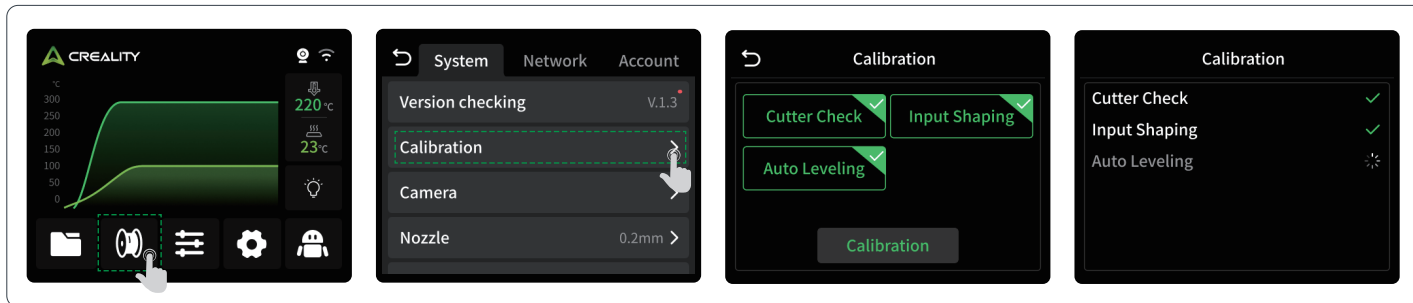 CREALITY
°C
300
250
200
150
100
50
0
220 °C
23°C
System Network Account
Version checking V.1.3
Calibration
Camera
Nozzle 0.2mm
Calibration
Cutter Check Input Shaping
Auto Leveling
Calibration
Calibration
Cutter Check
Input Shaping
Auto Leveling